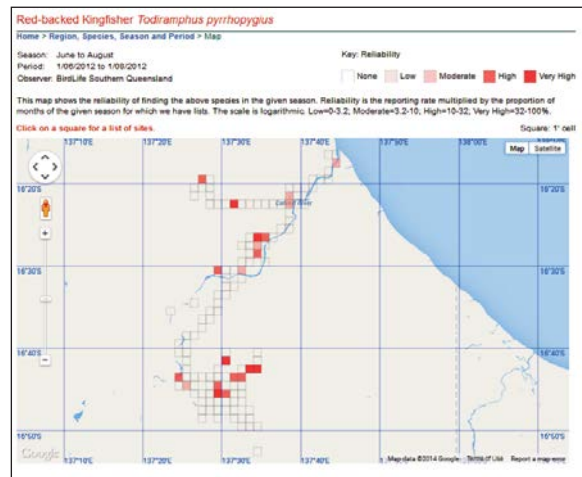 Red-backed Kingfisher Todiramphus pyrrhopygius
Home > Region, Species, Season and Period > Map
Season: June to August
Key: Reliability
Period: 1/06/2012 to 1/08/2012
Observer: BirdLife Southern Queensland
None Low Moderate High Very High
This map shows the reliability of finding the above species in the given season. Reliability is the reporting rate multiplied by the proportion of
months of the given season for which we have lists. The scale is logarithmic. Low=0-3.2, Moderate=3.2-10, High=10-32, Very High=32-100%.
Click on a square for a list of sites.
Square: 1' cell
137°10'E 137°20'E 137°30'E 137°40'E 137°50'E
Map Satellite
16°20'S 16°20'S
16°30'S 16°30'S
16°40'S 16°40'S
16°50'S 16°50'S
Google
137°10'E 137°20'E 137°30'E 137°40'E
Map data ©2014 Google Terms of Use Report a map error